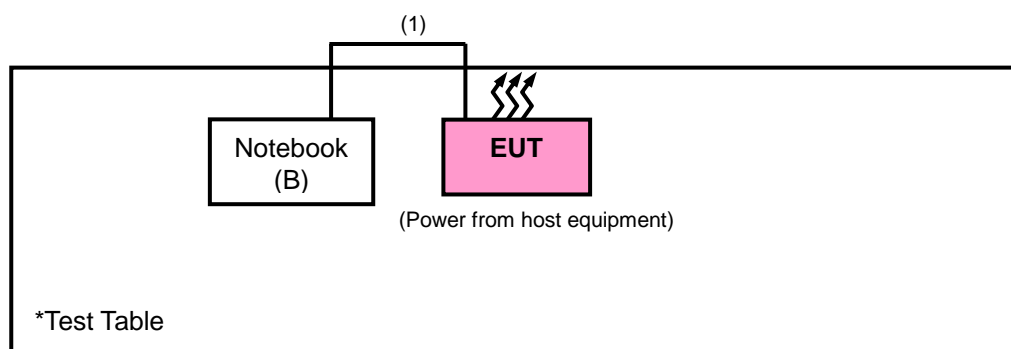 (1)
Notebook
(B)
EUT
(Power from host equipment)
*Test Table